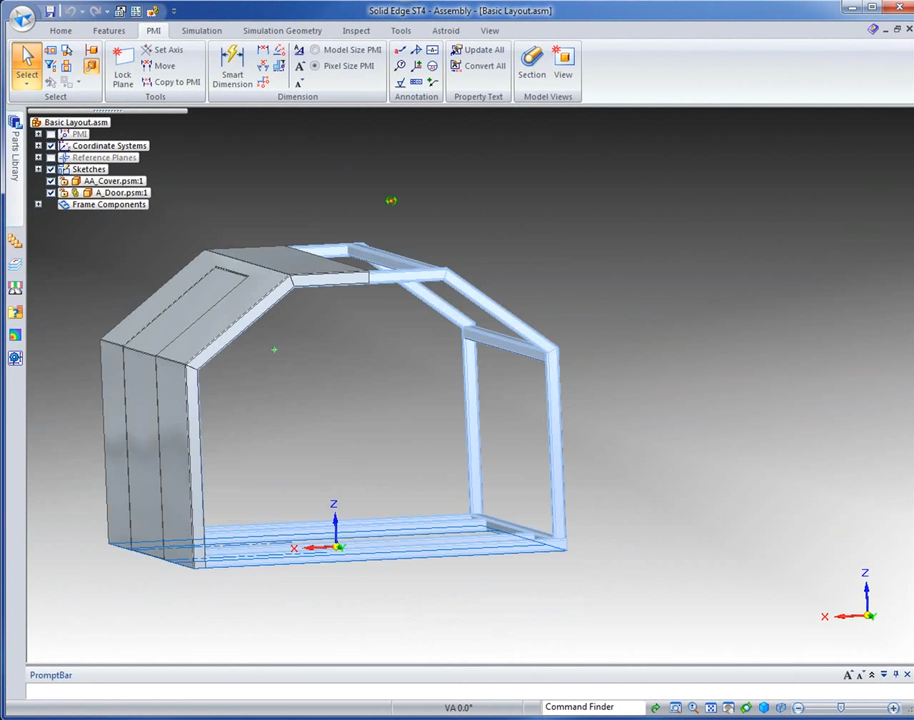 Solid Edge ST4 - Assembly - [Basic Layout.asm]
Home Features PMI Simulation Simulation Geometry Inspect Tools Astroid View
Select
Select
Lock Plane
Set Axis
Move
Copy to PMI
Tools
Smart Dimension
Model Size PMI
Pixel Size PMI
Dimension
Annotation
Update All
Convert All
Property Text
Section
View
Model Views
Parts Library
Basic Layout.asm
PMI
Coordinate Systems
Reference Planes
Sketches
AA_Cover.psm:1
A_Door.psm:1
Frame Components
Z
X
Z
X
PromptBar
VA 0.0°
Command Finder